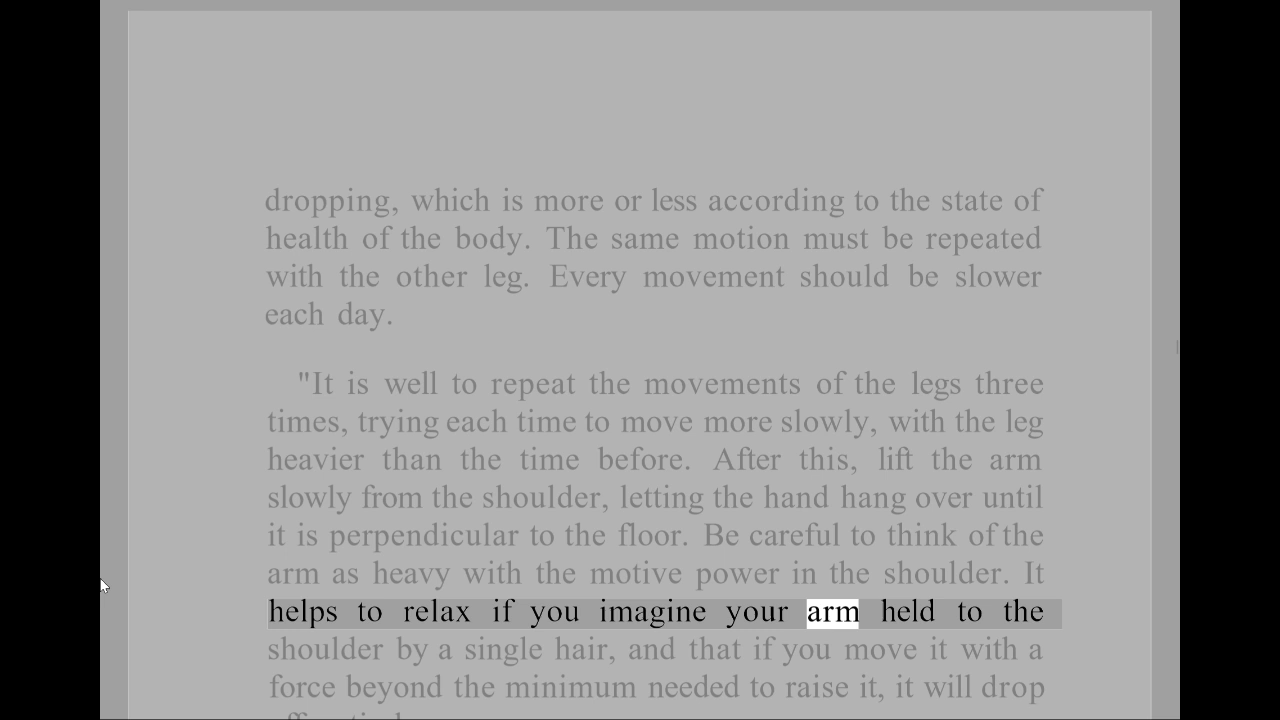 dropping, which is more or less according to the state of
health of the body. The same motion must be repeated
with the other leg. Every movement should be slower
each day.
"It is well to repeat the movements of the legs three
times, trying each time to move more slowly, with the leg
heavier than the time before. After this, lift the arm
slowly from the shoulder, letting the hand hang over until
it is perpendicular to the floor. Be careful to think of the
arm as heavy with the motive power in the shoulder. It
helps to relax if you imagine your arm held to the
shoulder by a single hair, and that if you move it with a
force beyond the minimum needed to raise it, it will drop